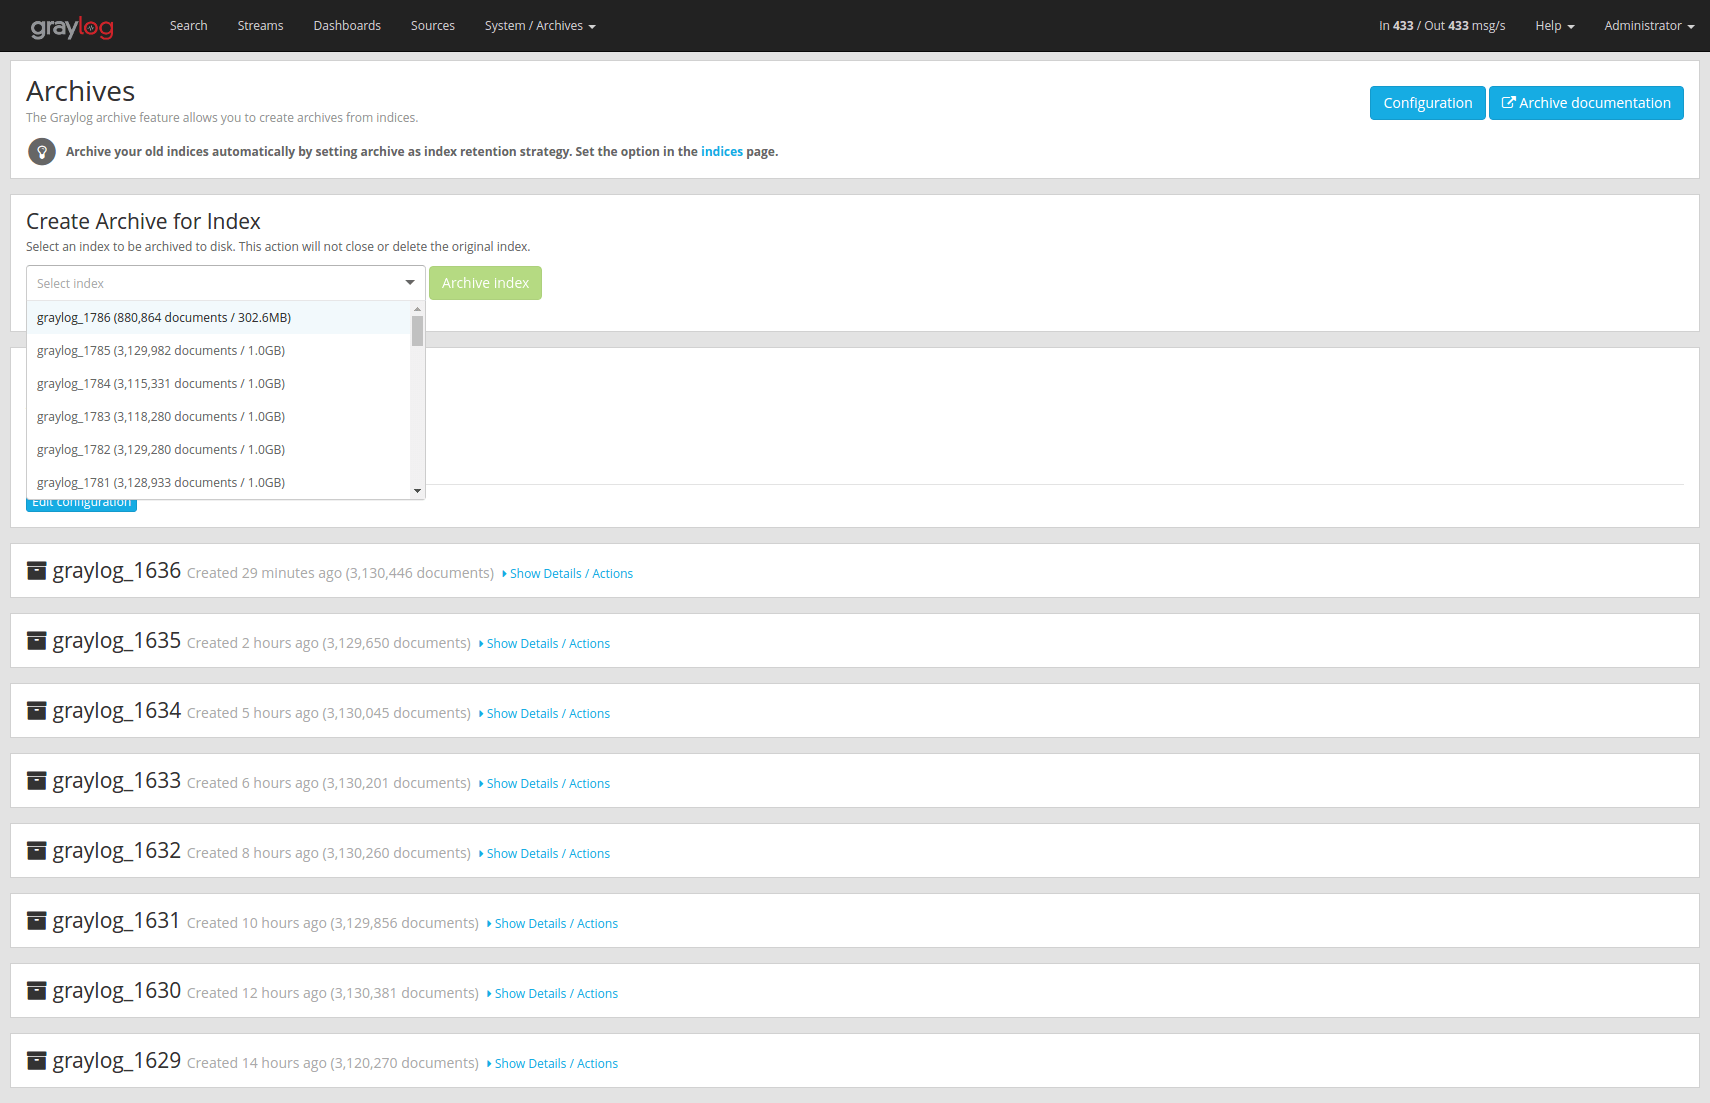 graylog Search Streams Dashboards Sources System / Archives In 433 / Out 433 msg/s Help Administrator
Archives
The Graylog archive feature allows you to create archives from indices.
Configuration Archive documentation
Archive your old indices automatically by setting archive as index retention strategy. Set the option in the indices page.
Create Archive for Index
Select an index to be archived to disk. This action will not close or delete the original index.
Select index Archive Index
graylog_1786 (880,864 documents / 302.6MB)
graylog_1785 (3,129,982 documents / 1.0GB)
graylog_1784 (3,115,331 documents / 1.0GB)
graylog_1783 (3,118,280 documents / 1.0GB)
graylog_1782 (3,129,280 documents / 1.0GB)
graylog_1781 (3,128,933 documents / 1.0GB)
Edit configuration
graylog_1636 Created 29 minutes ago (3,130,446 documents) Show Details / Actions
graylog_1635 Created 2 hours ago (3,129,650 documents) Show Details / Actions
graylog_1634 Created 5 hours ago (3,130,045 documents) Show Details / Actions
graylog_1633 Created 6 hours ago (3,130,201 documents) Show Details / Actions
graylog_1632 Created 8 hours ago (3,130,260 documents) Show Details / Actions
graylog_1631 Created 10 hours ago (3,129,856 documents) Show Details / Actions
graylog_1630 Created 12 hours ago (3,130,381 documents) Show Details / Actions
graylog_1629 Created 14 hours ago (3,120,270 documents) Show Details / Actions